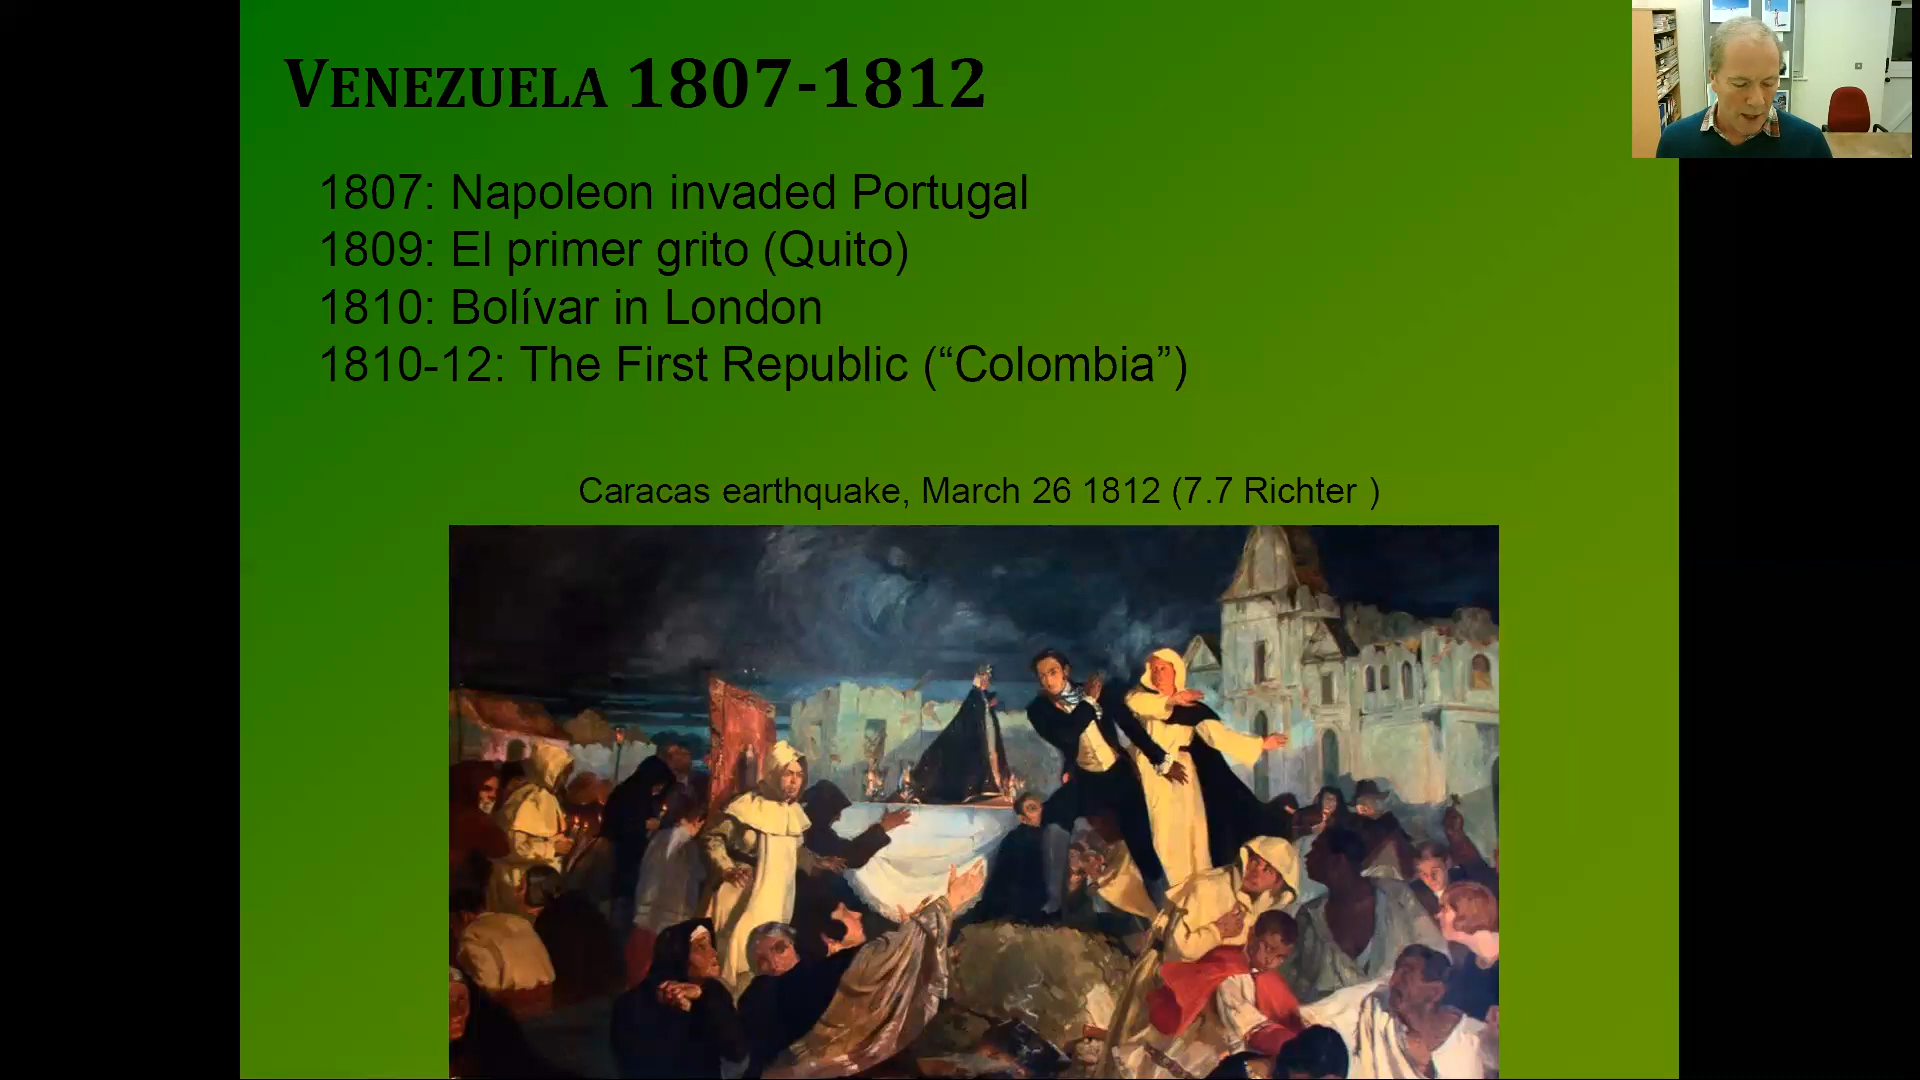 VENEZUELA 1807-1812
1807: Napoleon invaded Portugal
1809: El primer grito (Quito)
1810: Bolívar in London
1810-12: The First Republic (“Colombia”)
Caracas earthquake, March 26 1812 (7.7 Richter )